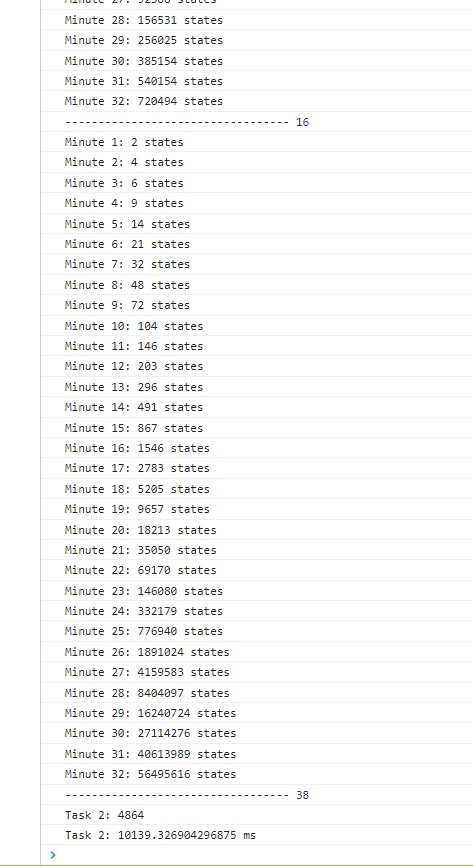 Minute 28: 156531 states
Minute 29: 256025 states
Minute 30: 385154 states
Minute 31: 540154 states
Minute 32: 720494 states
---------------------------------- 16
Minute 1: 2 states
Minute 2: 4 states
Minute 3: 6 states
Minute 4: 9 states
Minute 5: 14 states
Minute 6: 21 states
Minute 7: 32 states
Minute 8: 48 states
Minute 9: 72 states
Minute 10: 104 states
Minute 11: 146 states
Minute 12: 203 states
Minute 13: 296 states
Minute 14: 491 states
Minute 15: 867 states
Minute 16: 1546 states
Minute 17: 2783 states
Minute 18: 5205 states
Minute 19: 9657 states
Minute 20: 18213 states
Minute 21: 35050 states
Minute 22: 69170 states
Minute 23: 146080 states
Minute 24: 332179 states
Minute 25: 776940 states
Minute 26: 1891024 states
Minute 27: 4159583 states
Minute 28: 8404097 states
Minute 29: 16240724 states
Minute 30: 27114276 states
Minute 31: 40613989 states
Minute 32: 56495616 states
---------------------------------- 38
Task 2: 4864
Task 2: 10139.326904296875 ms